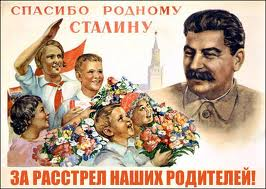 СПАСИБО РОДНОМУ
СТАЛИНУ
ЗА РАССТРЕЛ НАШИХ РОДИТЕЛЕЙ!